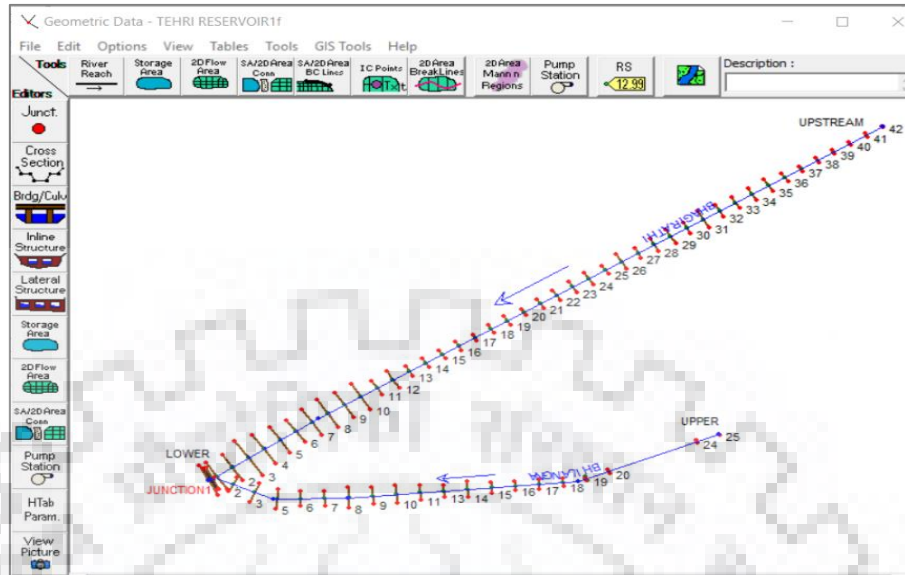 Geometric Data - TEHRI RESERVOIR1f
File Edit Options View Tables Tools GIS Tools Help
Tools
Editors
River
Reach
Storage
Area
2D Flow
Area
SA/2D Area
Conn
SA/2D Area
BC Lines
IC Points
2D Area
BreakLines
2D Area
Mann n
Regions
Pump
Station
RS
12.99
Description :
Junct.
Cross
Section
Brdg/Culv
Inline
Structure
Lateral
Structure
Storage
Area
2D Flow
Area
SA/2D Area
Conn
Pump
Station
HTab
Param.
View
Picture
UPSTREAM
42
41
40
39
38
37
36
35
34
33
32
31
30
29
28
27
26
25
24
23
22
21
20
19
18
17
16
15
14
13
12
11
10
9
8
7
6
5
4
3
2
BHAGIRATHI
LOWER
JUNCTION1
UPPER
25
24
20
19
18
17
16
15
14
13
11
10
9
8
7
6
5
3
2
BHILANGNA